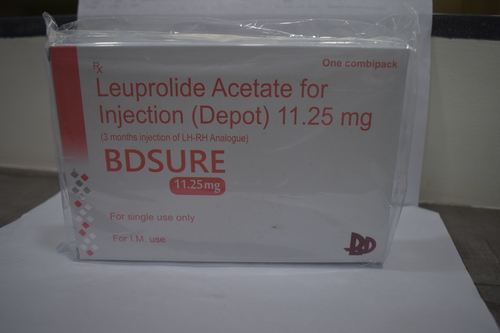 Rx
One combipack
Leuprolide Acetate for
Injection (Depot) 11.25 mg
(3 months injection of LH-RH Analogue)
BDSURE
11.25mg
For single use only
For I.M. use